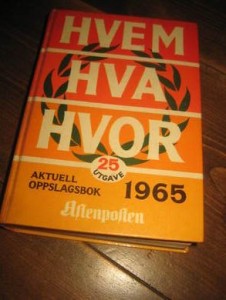 HVEM
HVA
HVOR
25
UTGAVE
AKTUELL
OPPSLAGSBOK 1965
Aftenposten